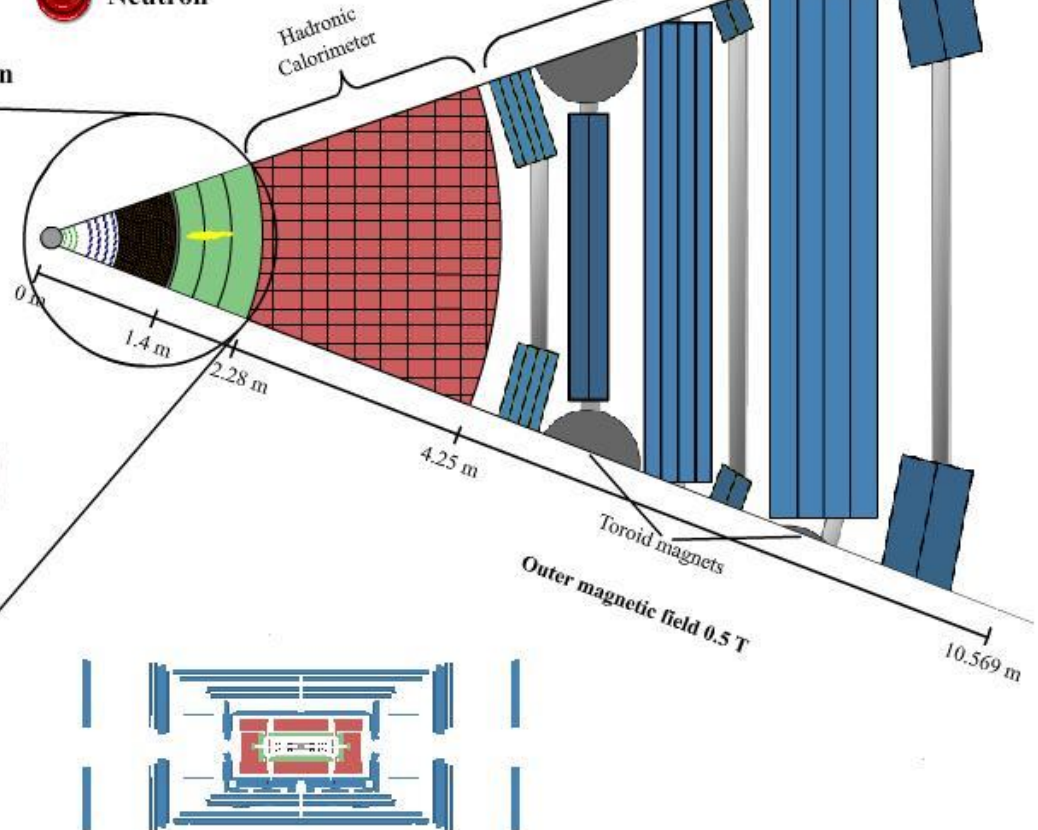 Neutron
n
Hadronic
Calorimeter
0 m
1.4 m
2.28 m
4.25 m
Toroid magnets
Outer magnetic field 0.5 T
10.569 m